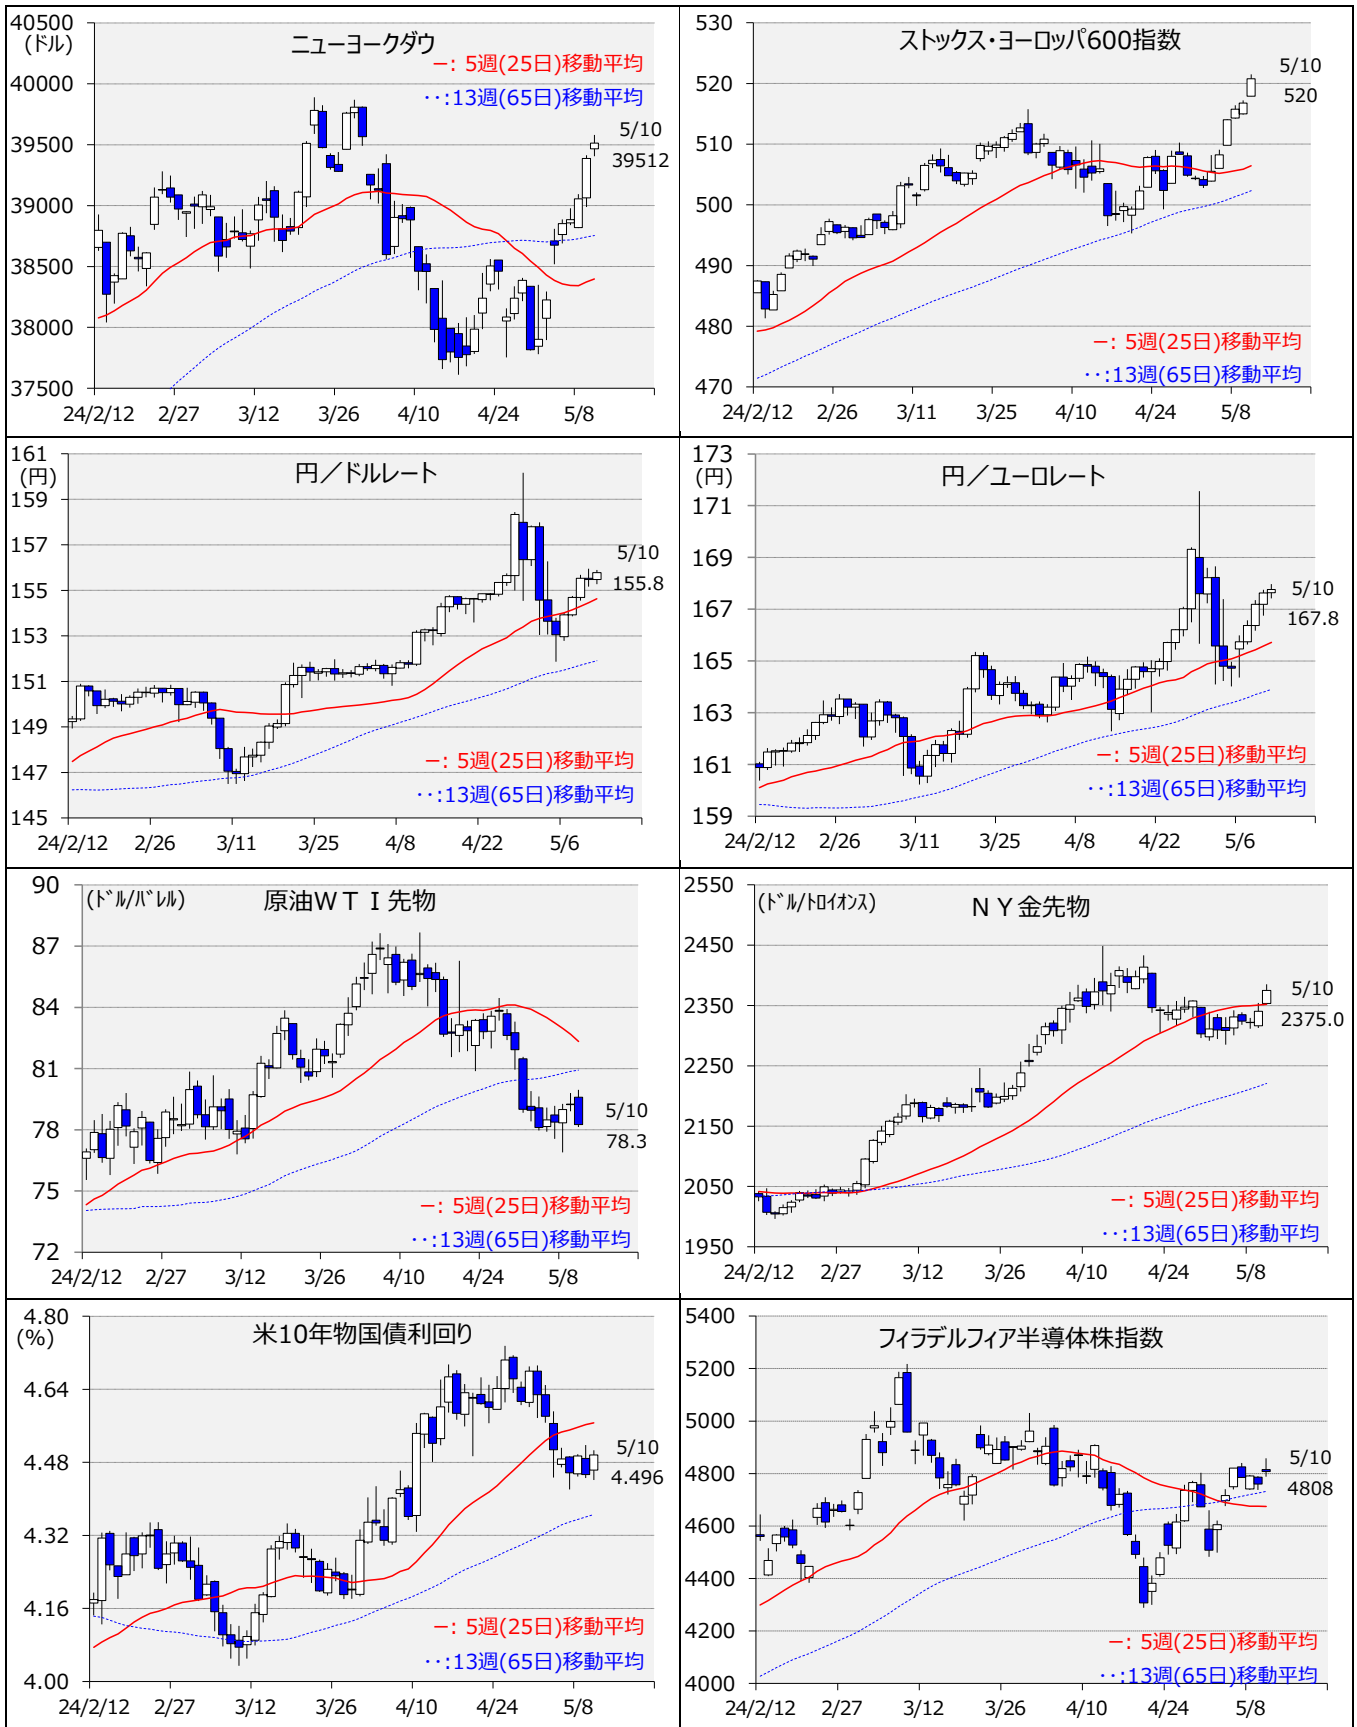 ニューヨークダウ
(ドル)
40500
40000
39500
39000
38500
38000
37500
－: 5週(25日)移動平均
‥:13週(65日)移動平均
5/10
39512
24/2/12 2/27 3/12 3/26 4/10 4/24 5/8
ストックス・ヨーロッパ600指数
530
520
510
500
490
480
470
5/10
520
－: 5週(25日)移動平均
‥:13週(65日)移動平均
24/2/12 2/26 3/11 3/25 4/10 4/24 5/8
円／ドルレート
161
(円)
159
157
155
153
151
149
147
145
5/10
155.8
－: 5週(25日)移動平均
‥:13週(65日)移動平均
24/2/12 2/26 3/11 3/25 4/8 4/22 5/6
円／ユーロレート
173
(円)
171
169
167
165
163
161
159
5/10
167.8
－: 5週(25日)移動平均
‥:13週(65日)移動平均
24/2/12 2/26 3/11 3/25 4/8 4/22 5/6
原油ＷＴＩ先物
(ﾄﾞﾙ/ﾊﾞﾚﾙ)
90
87
84
81
78
75
72
5/10
78.3
－: 5週(25日)移動平均
‥:13週(65日)移動平均
24/2/12 2/27 3/12 3/26 4/10 4/24 5/8
ＮＹ金先物
(ﾄﾞﾙ/ﾄﾛｲｵﾝｽ)
2550
2450
2350
2250
2150
2050
1950
5/10
2375.0
－: 5週(25日)移動平均
‥:13週(65日)移動平均
24/2/12 2/27 3/12 3/26 4/10 4/24 5/8
米10年物国債利回り
4.80
(%)
4.64
4.48
4.32
4.16
4.00
5/10
4.496
－: 5週(25日)移動平均
‥:13週(65日)移動平均
24/2/12 2/27 3/12 3/26 4/10 4/24 5/8
フィラデルフィア半導体株指数
5400
5200
5000
4800
4600
4400
4200
4000
5/10
4808
－: 5週(25日)移動平均
‥:13週(65日)移動平均
24/2/12 2/27 3/12 3/26 4/10 4/24 5/8